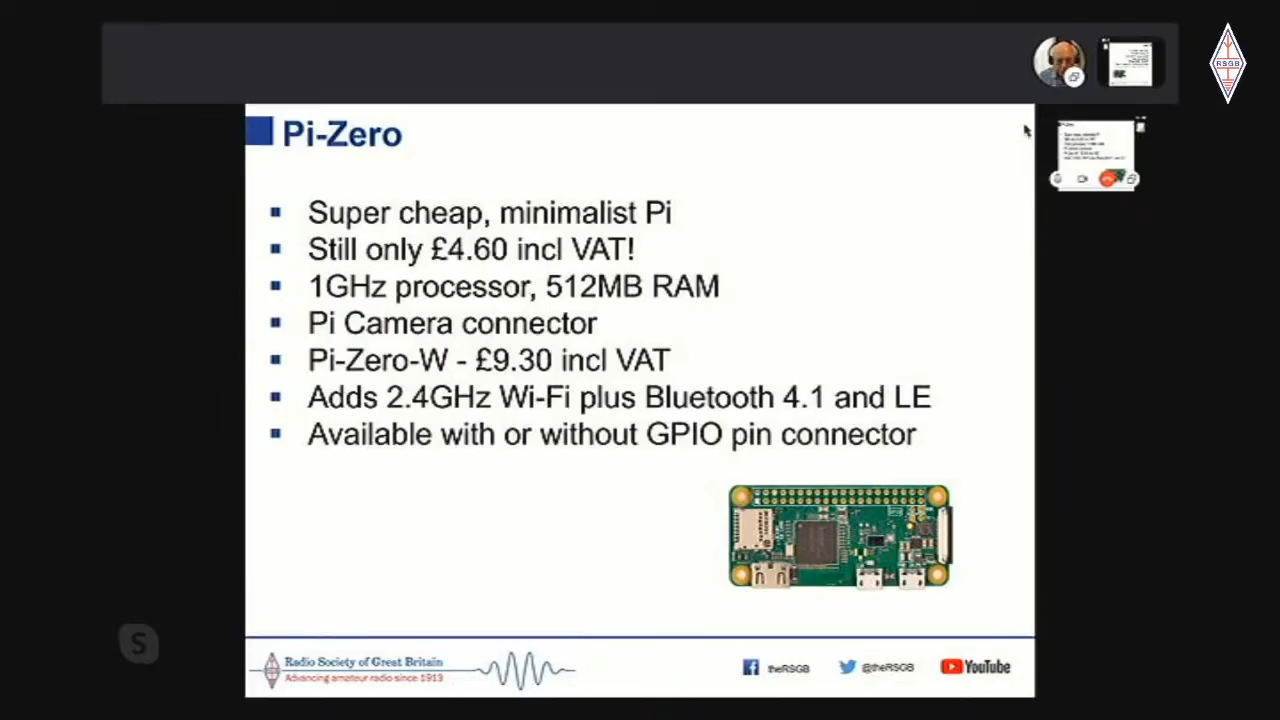 RSGB
Pi-Zero
Super cheap, minimalist Pi
Still only £4.60 incl VAT!
1GHz processor, 512MB RAM
Pi Camera connector
Pi-Zero-W - £9.30 incl VAT
Adds 2.4GHz Wi-Fi plus Bluetooth 4.1 and LE
Available with or without GPIO pin connector
S
Radio Society of Great Britain
Advancing amateur radio since 1913
theRSGB
@theRSGB
YouTube